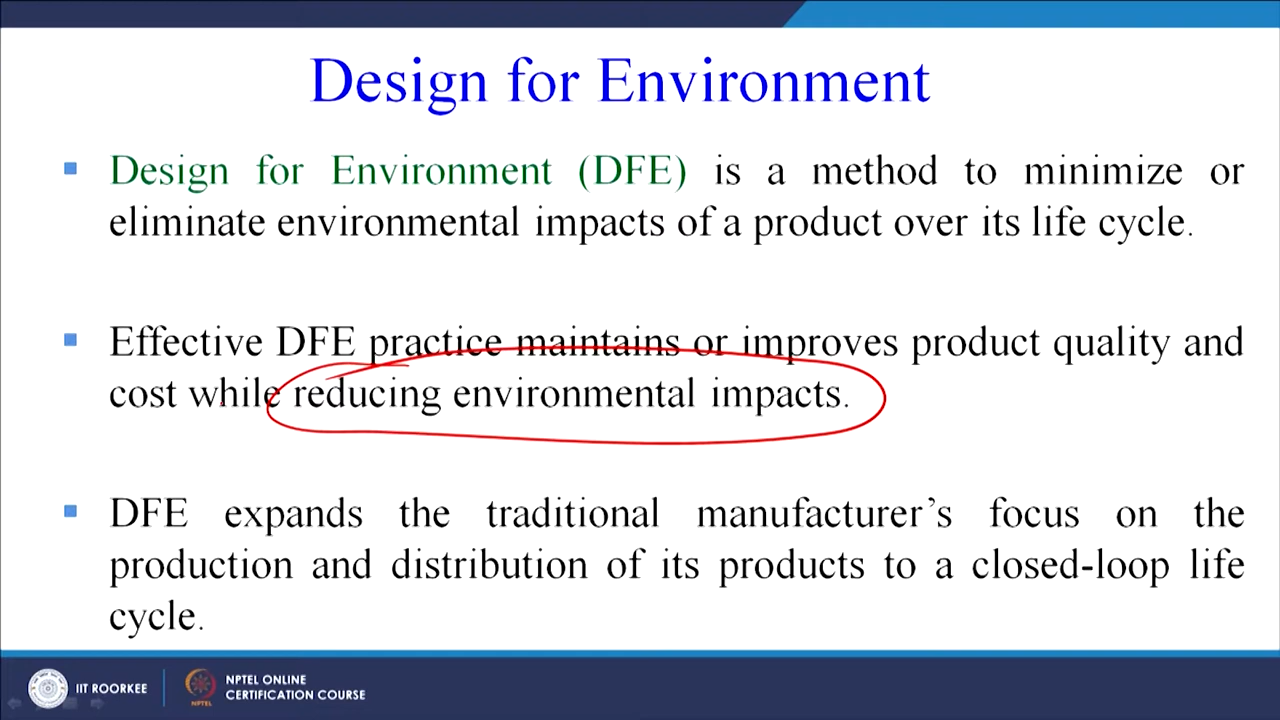 Design for Environment
Design for Environment (DFE) is a method to minimize or
eliminate environmental impacts of a product over its life cycle.
Effective DFE practice maintains or improves product quality and
cost while reducing environmental impacts.
DFE expands the traditional manufacturer’s focus on the
production and distribution of its products to a closed-loop life
cycle.
IIT ROORKEE
NPTEL
NPTEL ONLINE
CERTIFICATION COURSE